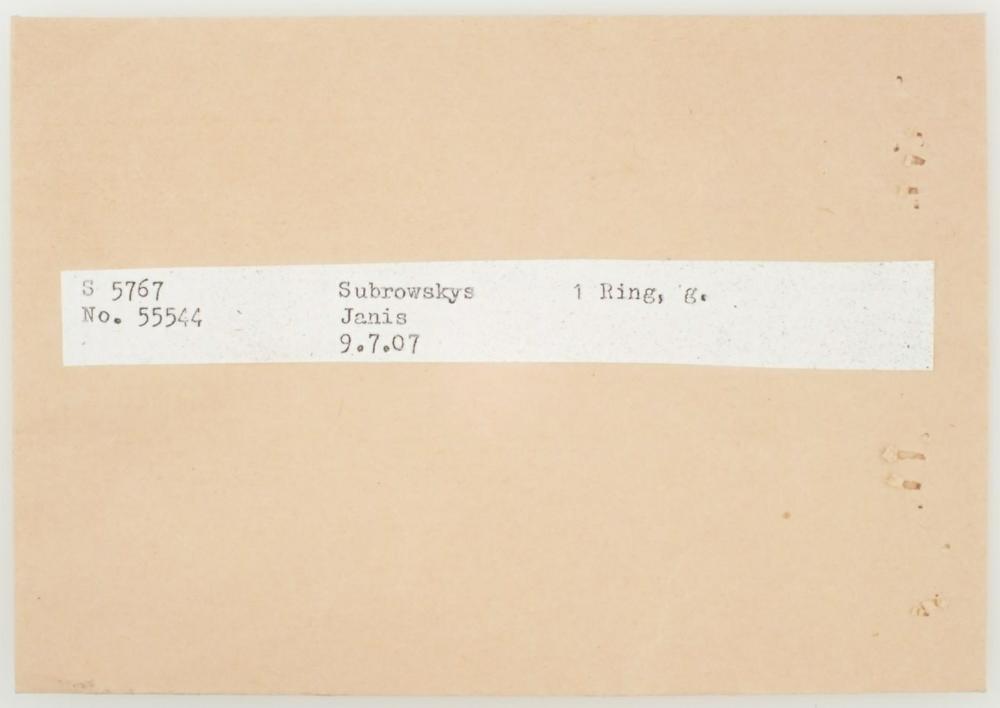 S 5767
No. 55544
Subrowskys
Janis
9.7.07
1 Ring, g.